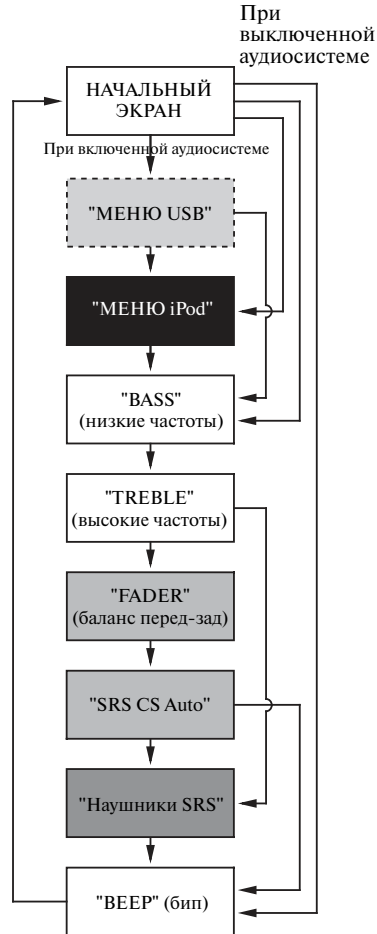 При
выключенной
аудиосистеме
НАЧАЛЬНЫЙ
ЭКРАН
При включенной аудиосистеме
"МЕНЮ USB"
"МЕНЮ iPod"
"BASS"
(низкие частоты)
"TREBLE"
(высокие частоты)
"FADER"
(баланс перед-зад)
"SRS CS Auto"
"Наушники SRS"
"BEEP" (бип)